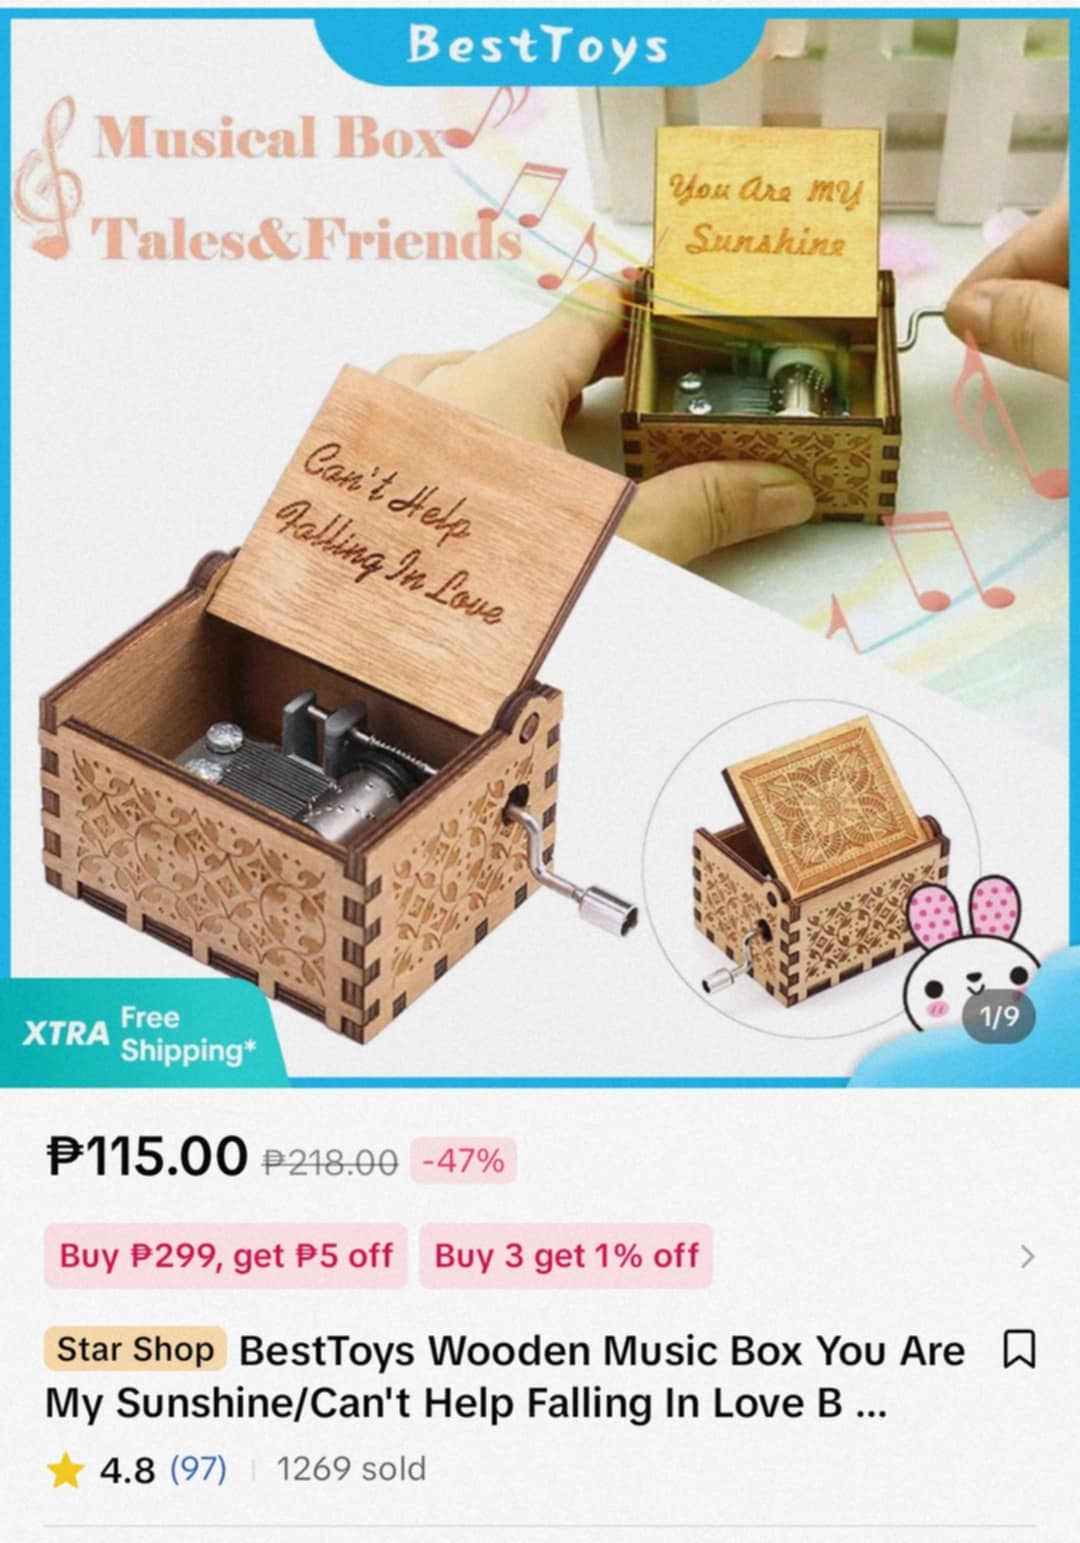 BestToys
Musical Box
Tales&Friends
You Are MY
Sunshine
Can't Help
Falling In Love
XTRA Free
Shipping*
1/9
₱115.00 ₱218.00 -47%
Buy ₱299, get ₱5 off Buy 3 get 1% off
Star Shop BestToys Wooden Music Box You Are
My Sunshine/Can't Help Falling In Love B ...
4.8 (97) 1269 sold